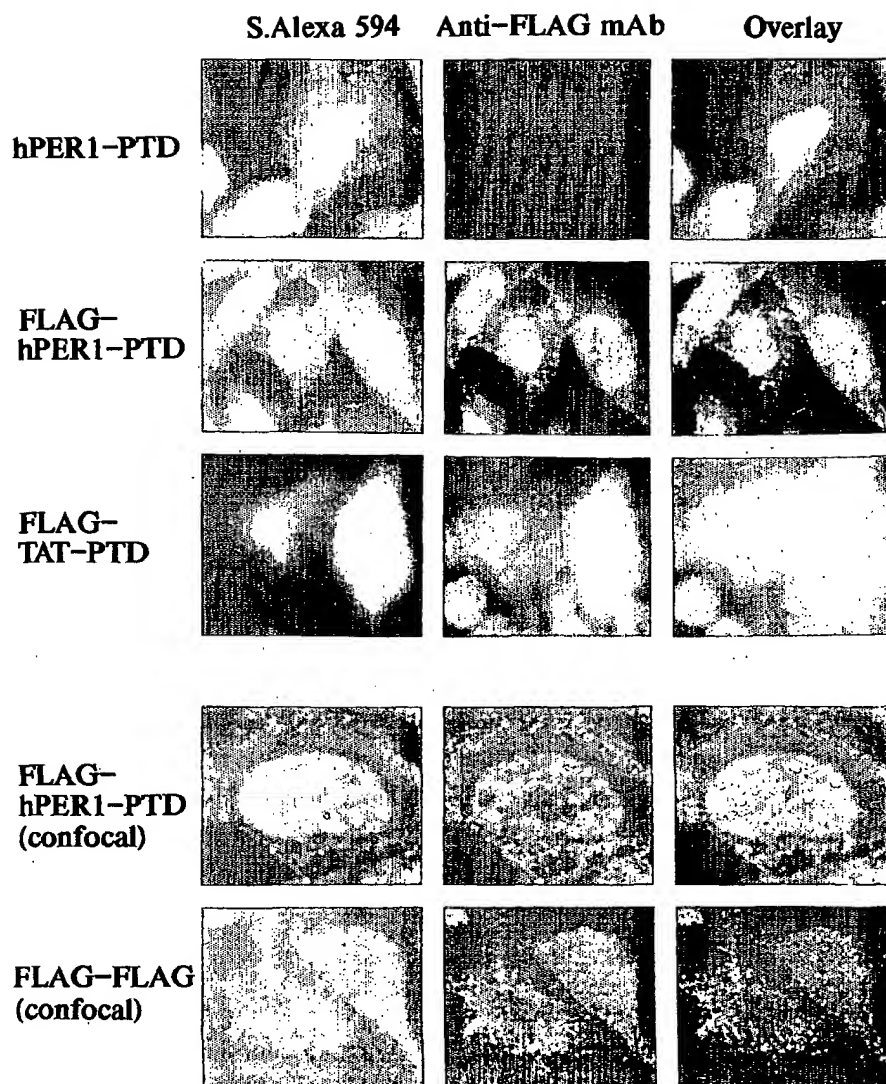 S.Alexa 594 Anti-FLAG mAb Overlay
hPER1-PTD
FLAG-
hPER1-PTD
FLAG-
TAT-PTD
FLAG-
hPER1-PTD
(confocal)
FLAG-FLAG
(confocal)